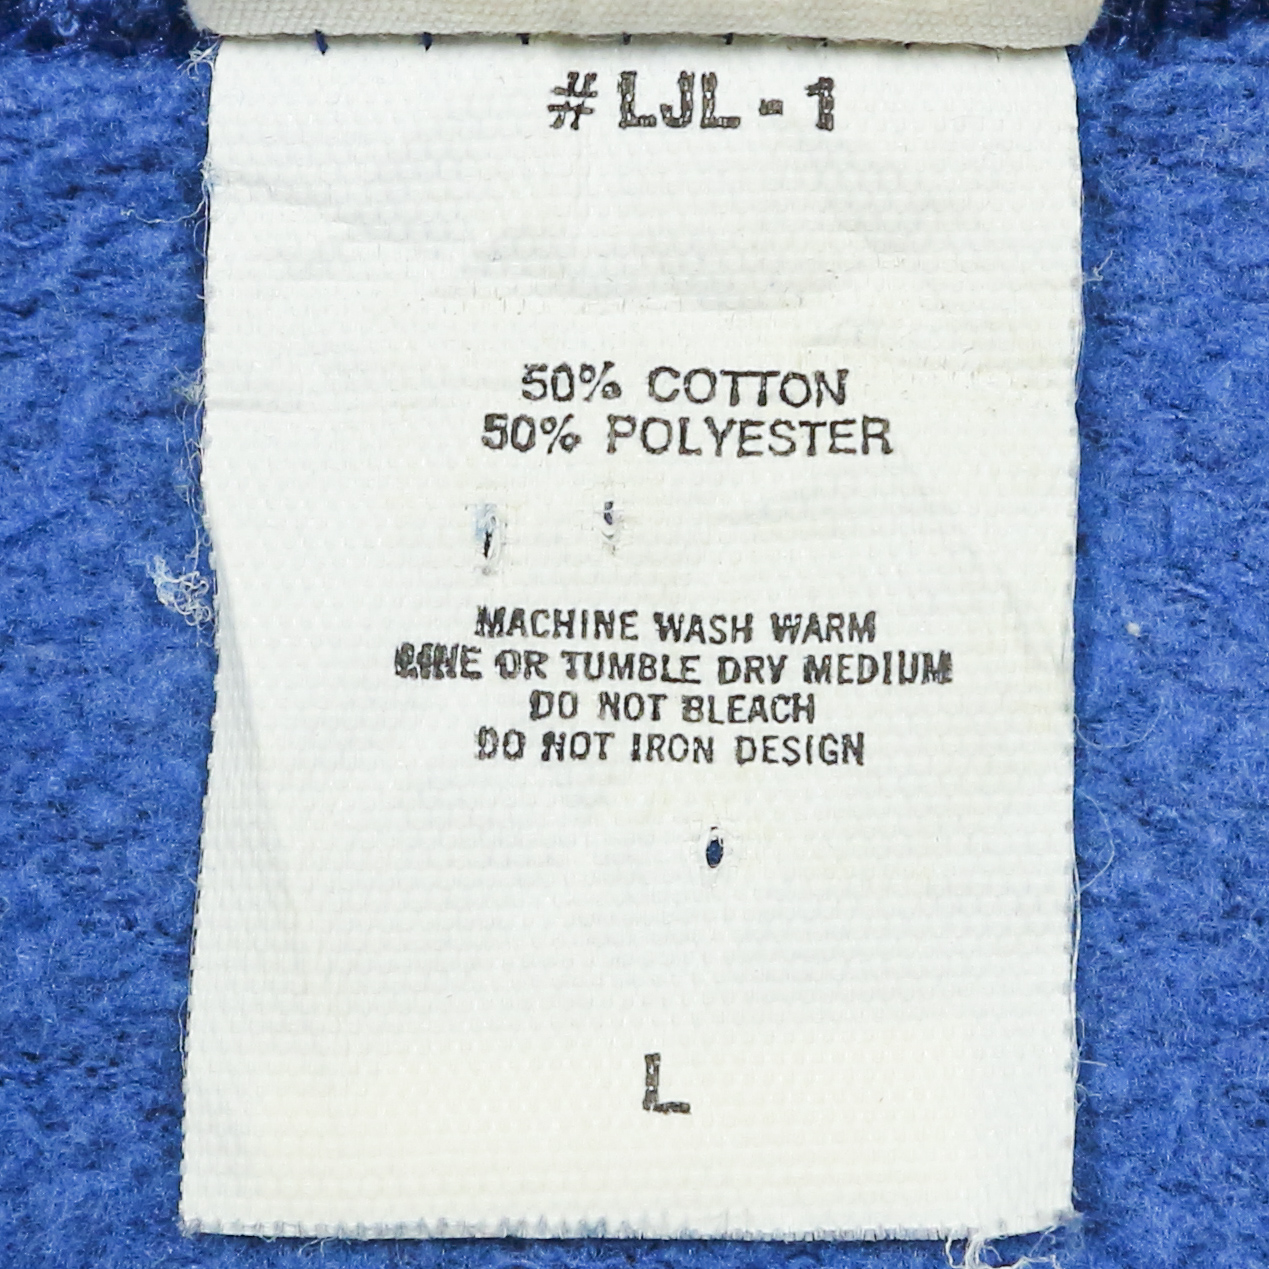 #LJL-1
50% COTTON
50% POLYESTER
MACHINE WASH WARM
LINE OR TUMBLE DRY MEDIUM
DO NOT BLEACH
DO NOT IRON DESIGN
L